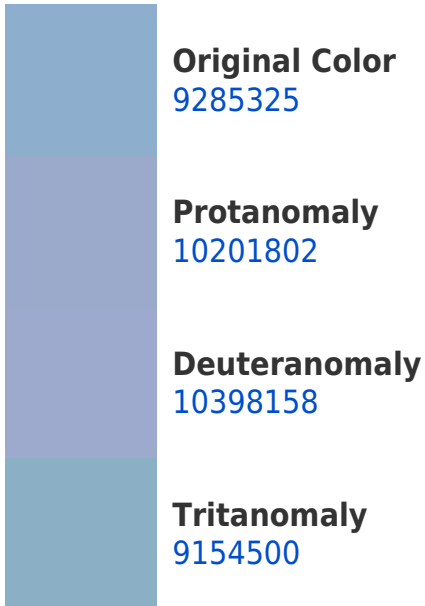 Original Color
9285325
Protanomaly
10201802
Deuteranomaly
10398158
Tritanomaly
9154500